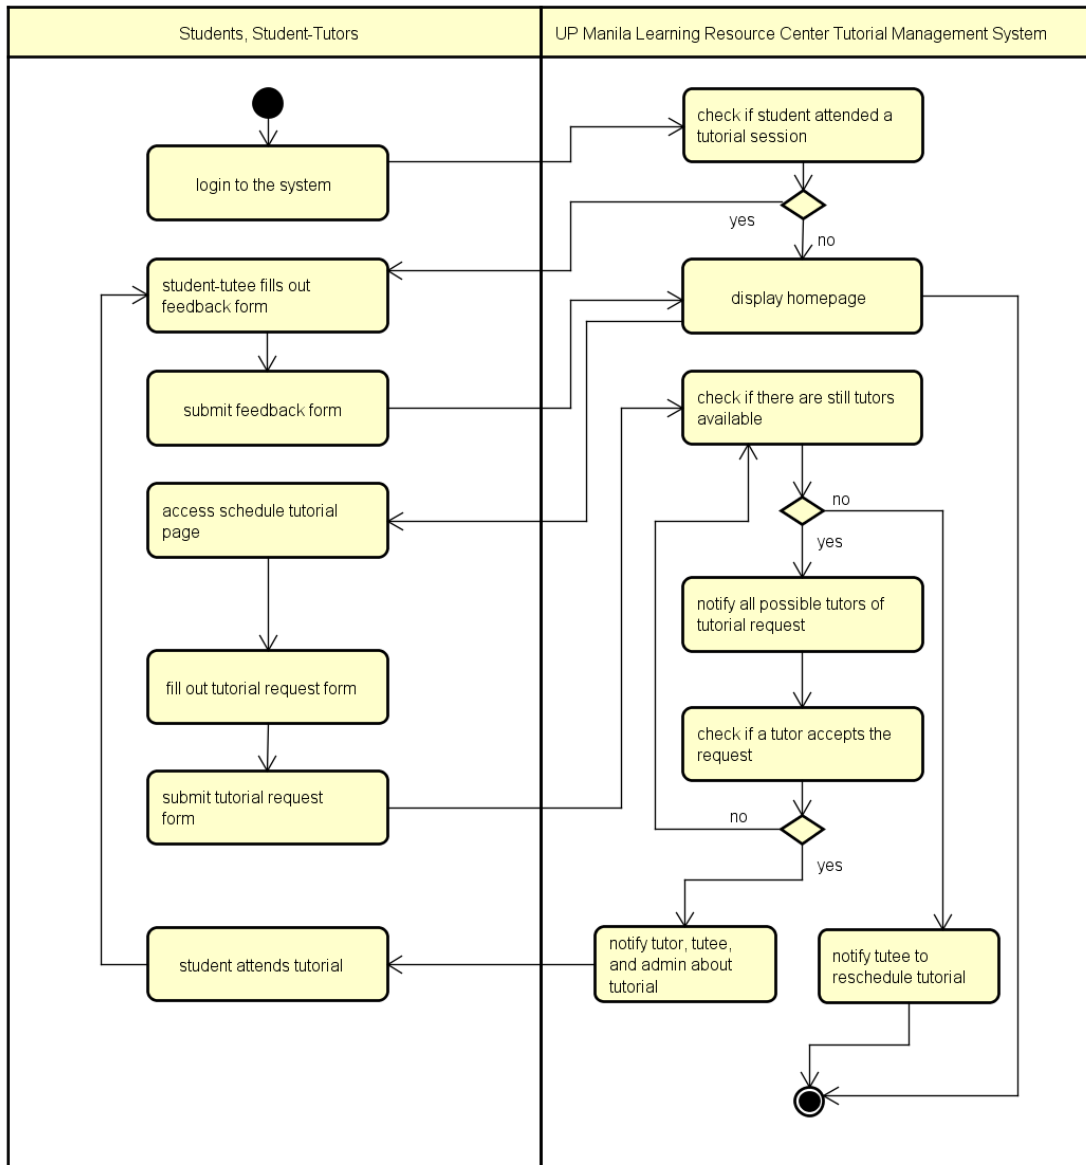 Students, Student-Tutors
UP Manila Learning Resource Center Tutorial Management System
check if student attended a
tutorial session
login to the system
yes
no
student-tutee fills out
feedback form
display homepage
submit feedback form
check if there are still tutors
available
access schedule tutorial
page
no
yes
notify all possible tutors of
tutorial request
fill out tutorial request form
check if a tutor accepts the
request
submit tutorial request
form
no
yes
student attends tutorial
notify tutor, tutee,
and admin about
tutorial
notify tutee to
reschedule tutorial